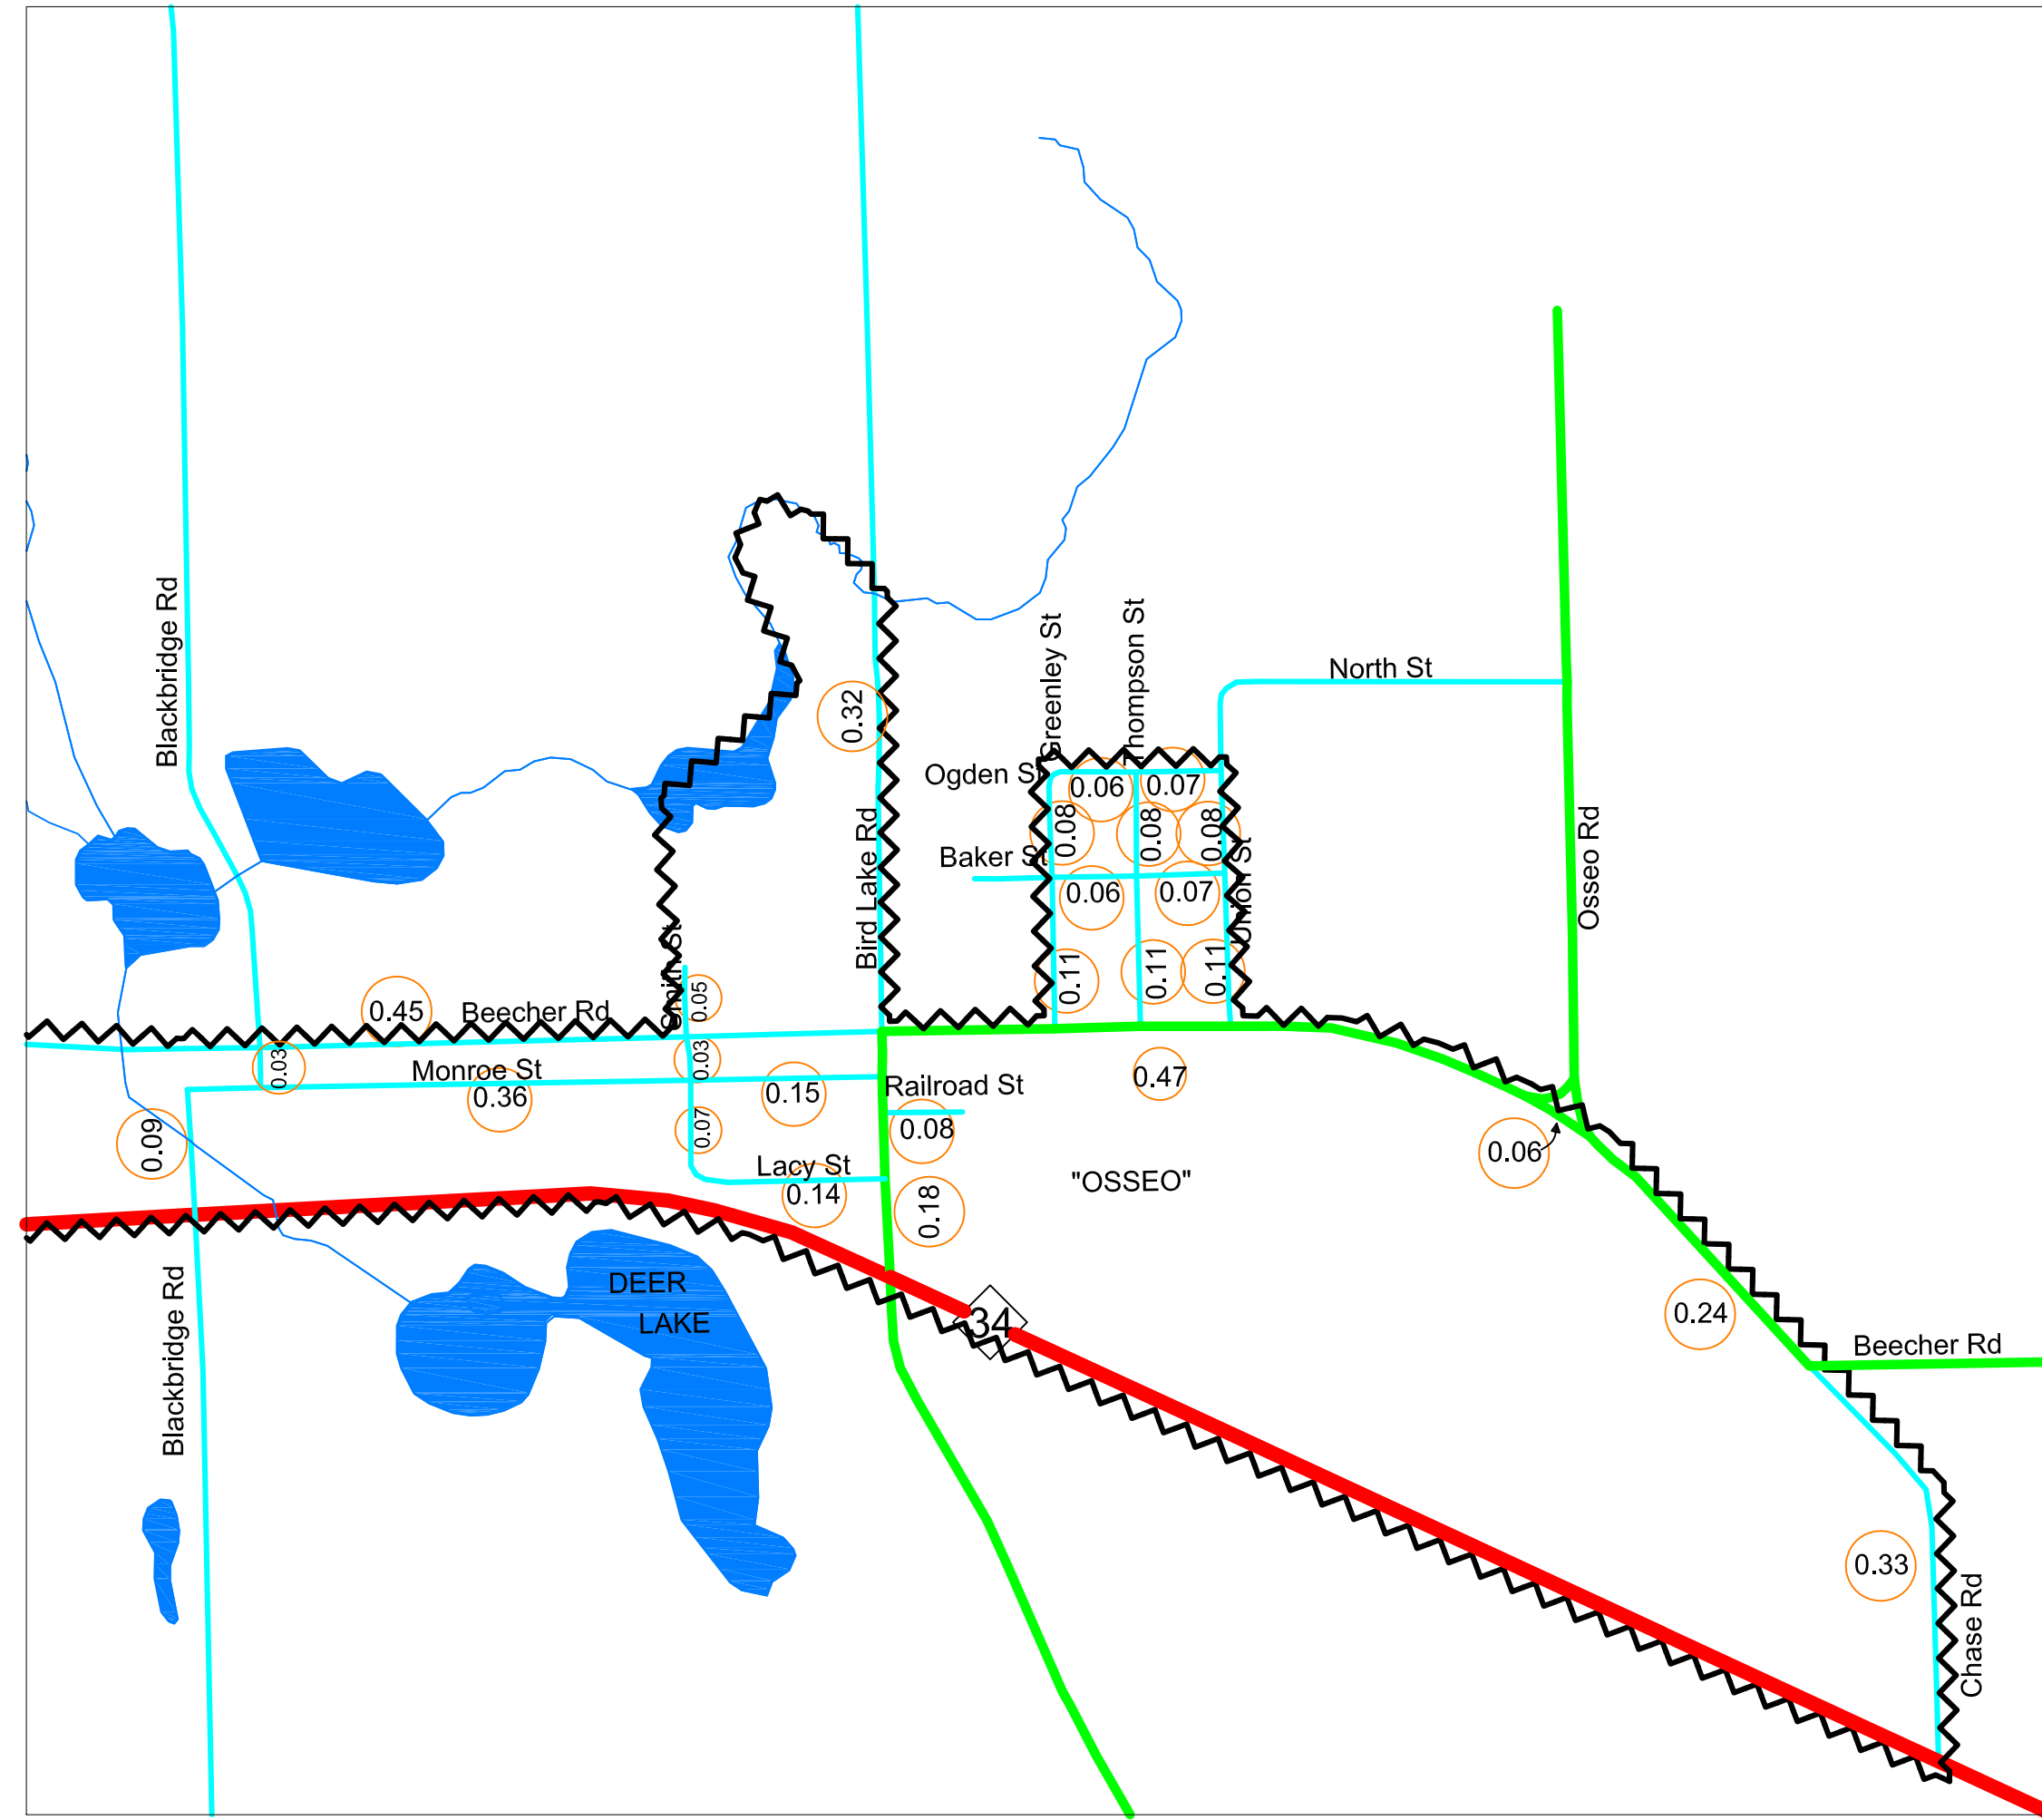 Blackbridge Rd
Greenley St
Thompson St
North St
0.32
Ogden St
0.06
0.07
0.08
0.08
0.08
Bird Lake Rd
Baker St
Union St
Osseo Rd
0.06
0.07
0.11
0.11
0.11
Smith St
0.05
0.45
Beecher Rd
0.03
0.03
Monroe St
0.36
0.15
Railroad St
0.47
0.07
0.08
0.09
0.06
Lacy St
0.14
"OSSEO"
0.18
DEER
LAKE
34
0.24
Beecher Rd
Blackbridge Rd
0.33
Chase Rd